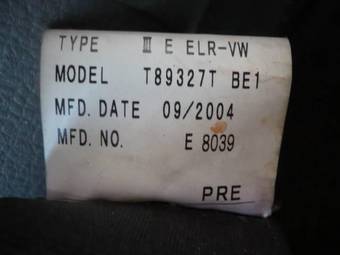 TYPE Ⅲ E ELR-VW
MODEL T89327T BE1
MFD. DATE 09/2004
MFD. NO. E 8039
PRE